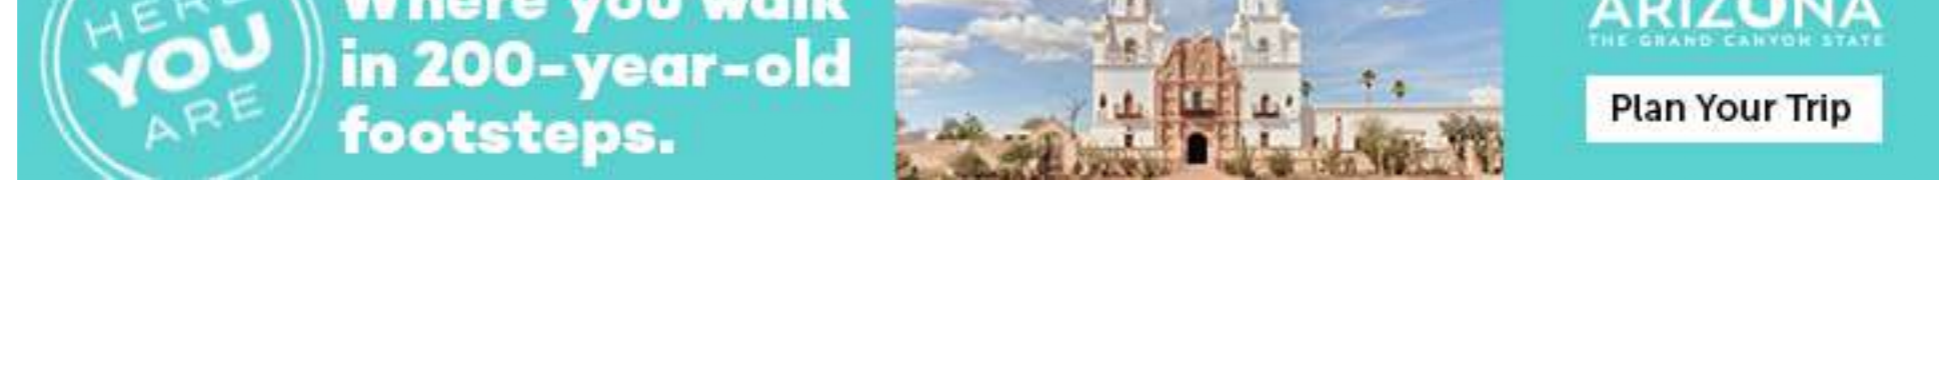 HERE
YOU
ARE
Where you walk
in 200-year-old
footsteps.
ARIZONA
THE GRAND CANYON STATE
Plan Your Trip